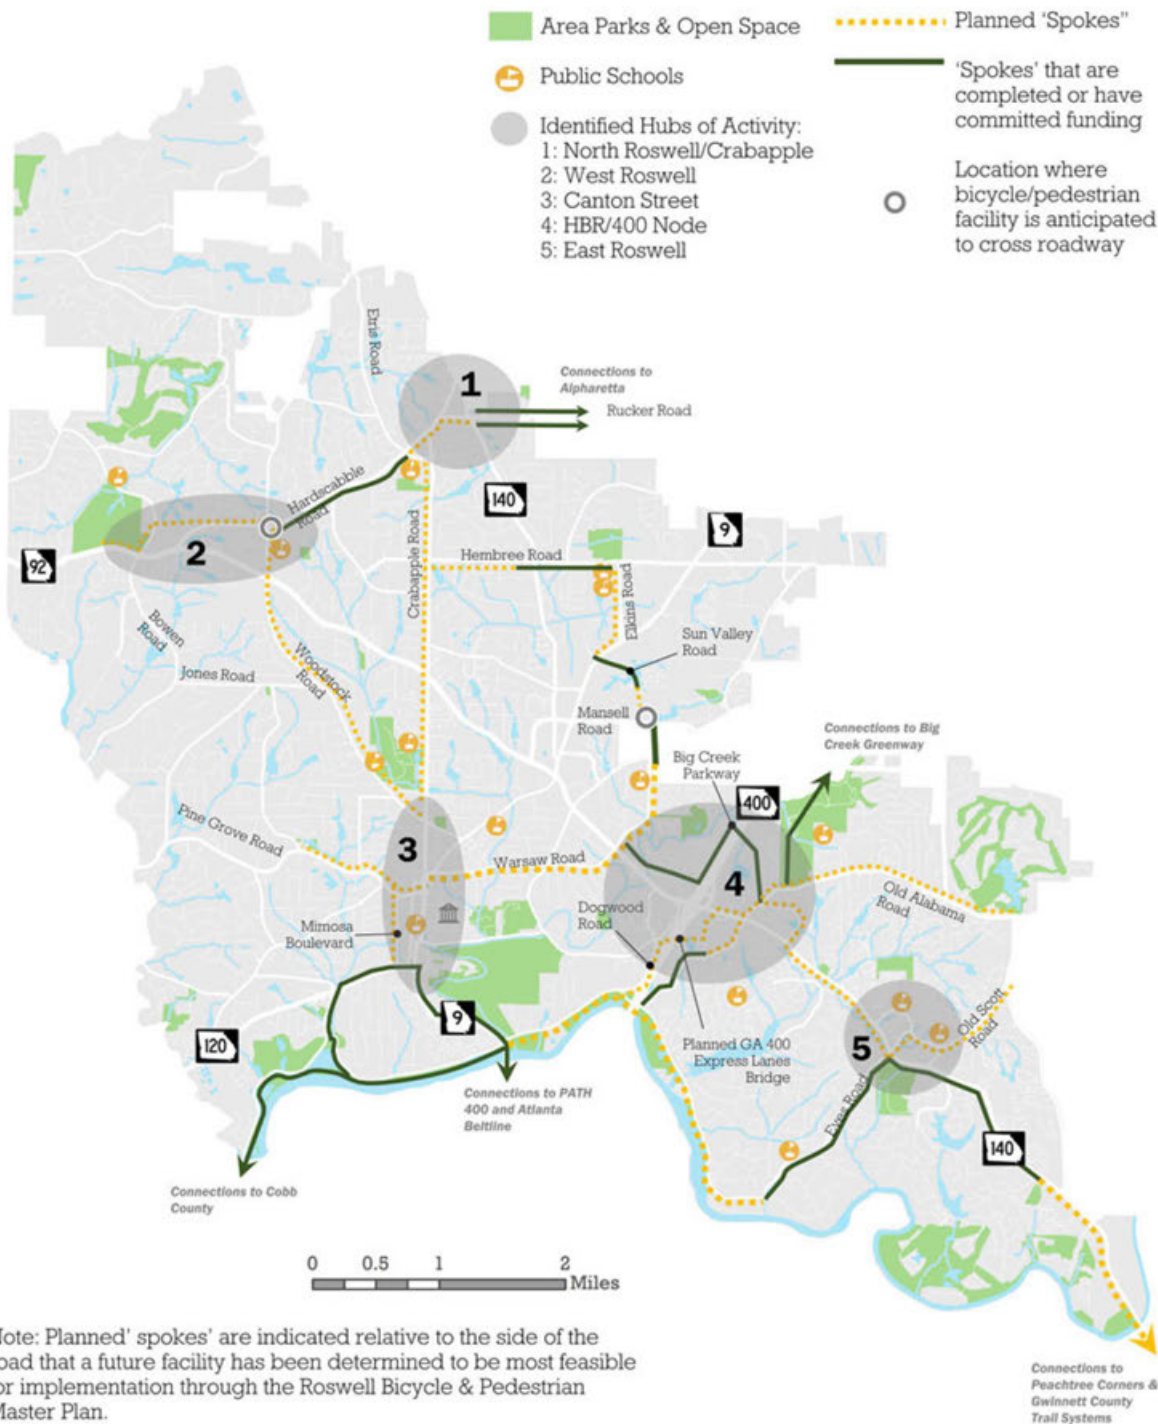 Area Parks & Open Space
Public Schools
Identified Hubs of Activity:
1: North Roswell/Crabapple
2: West Roswell
3: Canton Street
4: HBR/400 Node
5: East Roswell
Planned 'Spokes"
'Spokes' that are
completed or have
committed funding
Location where
bicycle/pedestrian
facility is anticipated
to cross roadway
Etris Road
1
Connections to
Alpharetta
Rucker Road
Hardscabble
Road
140
9
92
2
Crabapple Road
Hembree Road
Elkins Road
Bowen
Road
Jones Road
Woodstock
Road
Sun Valley
Road
Mansell
Road
Big Creek
Parkway
400
Connections to Big
Creek Greenway
Pine Grove Road
3
Warsaw Road
4
Old Alabama
Road
Dogwood
Road
Mimosa
Boulevard
9
120
Planned GA 400
Express Lanes
Bridge
5
Old Scott
Road
Eves Road
140
Connections to PATH
400 and Atlanta
Beltline
Connections to Cobb
County
0 0.5 1 2
Miles
Note: Planned' spokes' are indicated relative to the side of the
road that a future facility has been determined to be most feasible
for implementation through the Roswell Bicycle & Pedestrian
Master Plan.
Connections to
Peachtree Corners &
Gwinnett County
Trail Systems